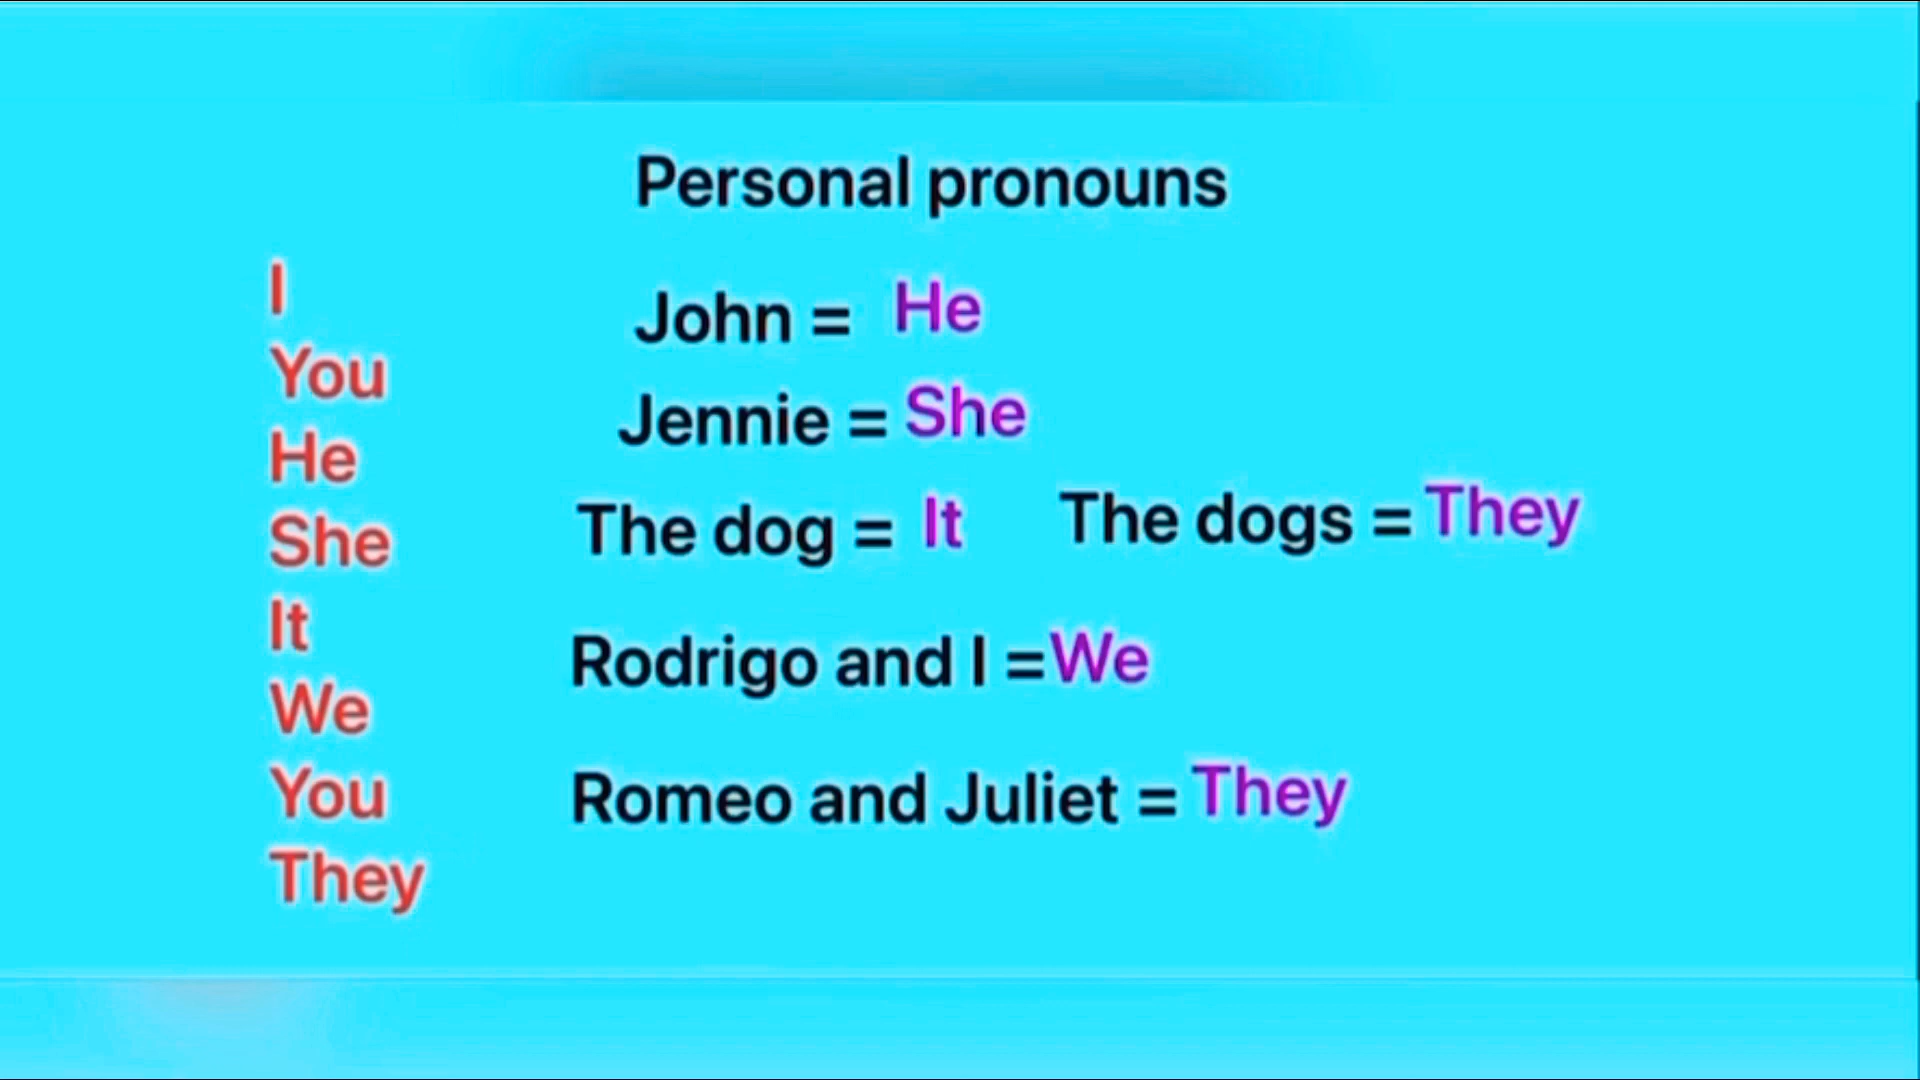 Personal pronouns
I
You
He
She
It
We
You
They
John = He
Jennie = She
The dog = It
The dogs = They
Rodrigo and I =We
Romeo and Juliet = They